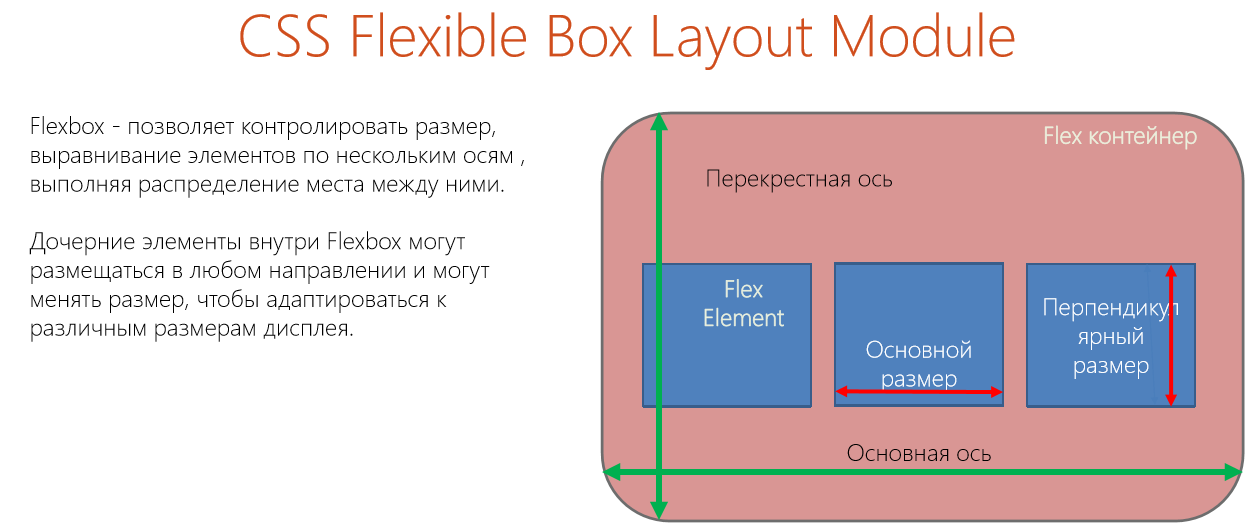 CSS Flexible Box Layout Module
Flexbox - позволяет контролировать размер,
выравнивание элементов по нескольким осям ,
выполняя распределение места между ними.
Дочерние элементы внутри Flexbox могут
размещаться в любом направлении и могут
менять размер, чтобы адаптироваться к
различным размерам дисплея.
Flex контейнер
Перекрестная ось
Flex
Element
Основной
размер
Перпендикул
ярный
размер
Основная ось